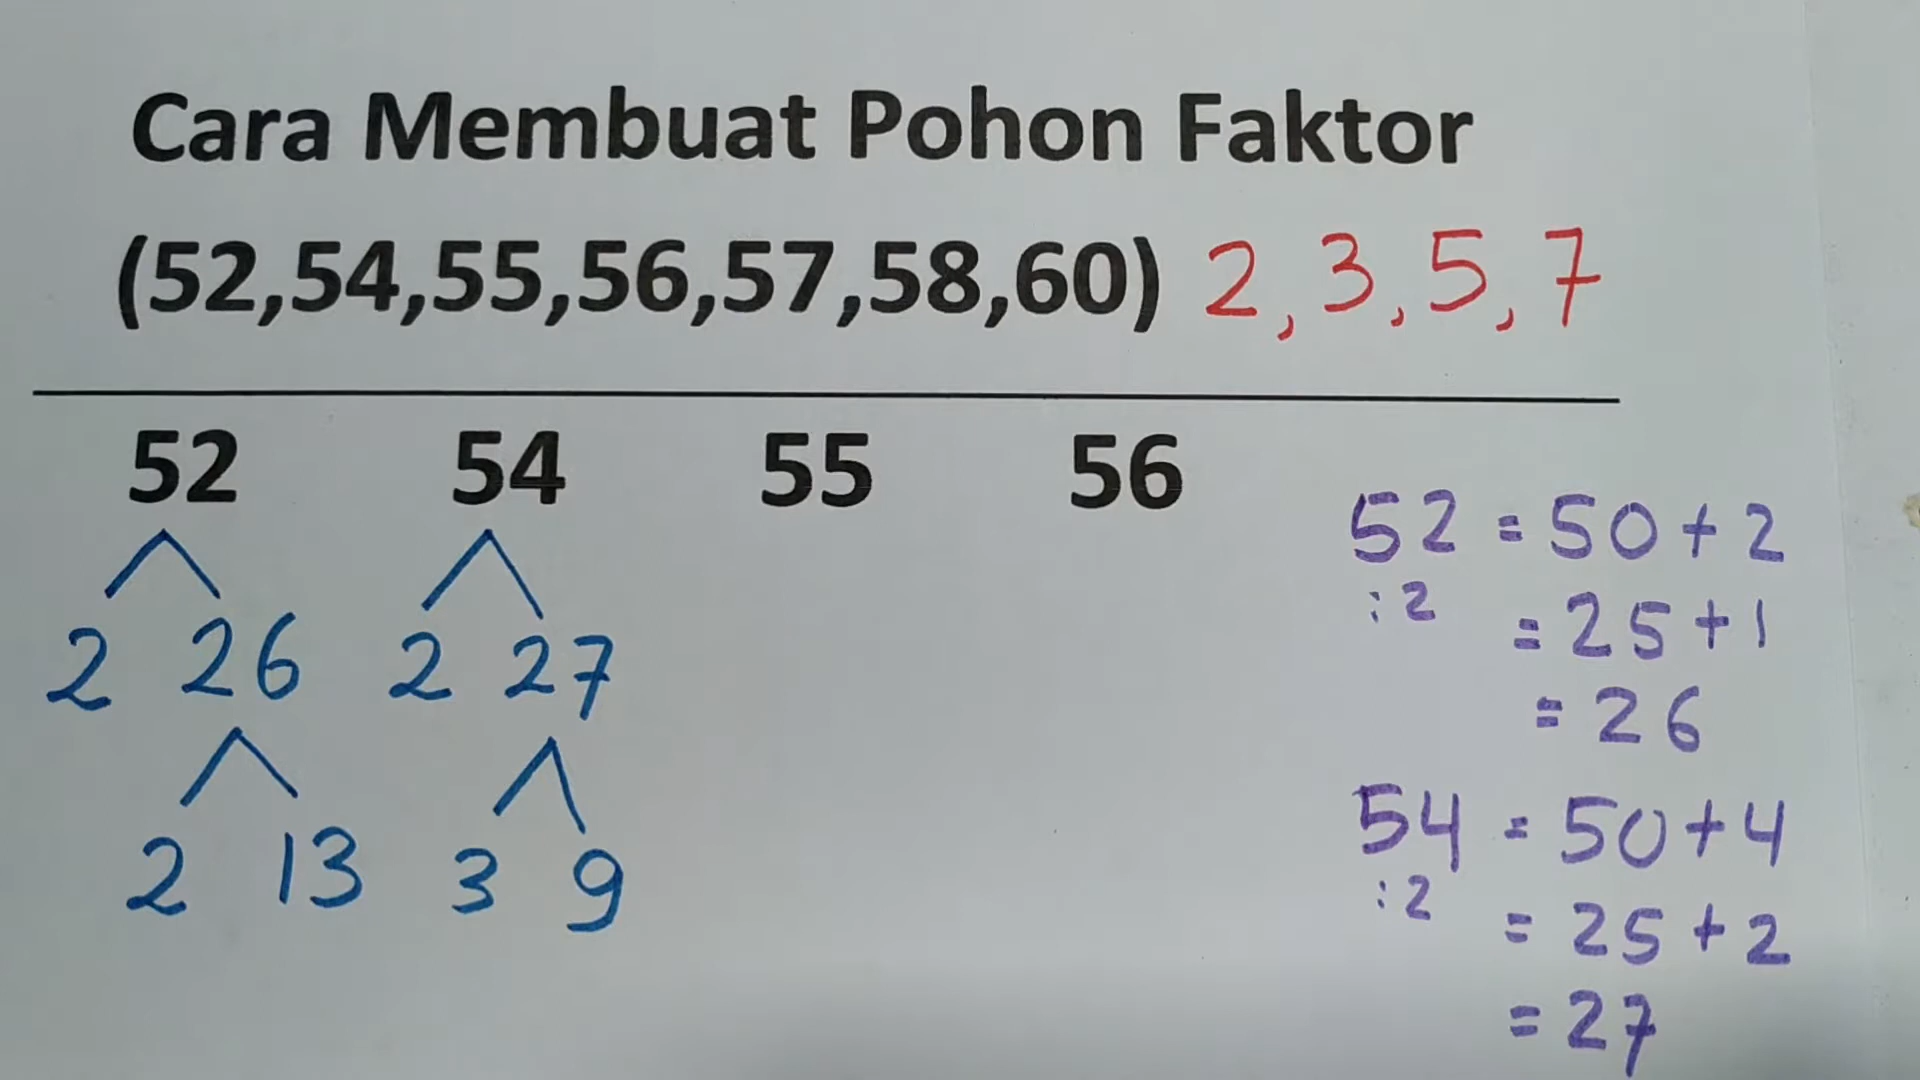 Cara Membuat Pohon Faktor
(52,54,55,56,57,58,60) 2,3,5,7
52 54 55 56
2 26 2 27
2 13 3 9
52 = 50 + 2
:2 = 25 + 1
= 26
54 = 50 + 4
:2 = 25 + 2
= 27